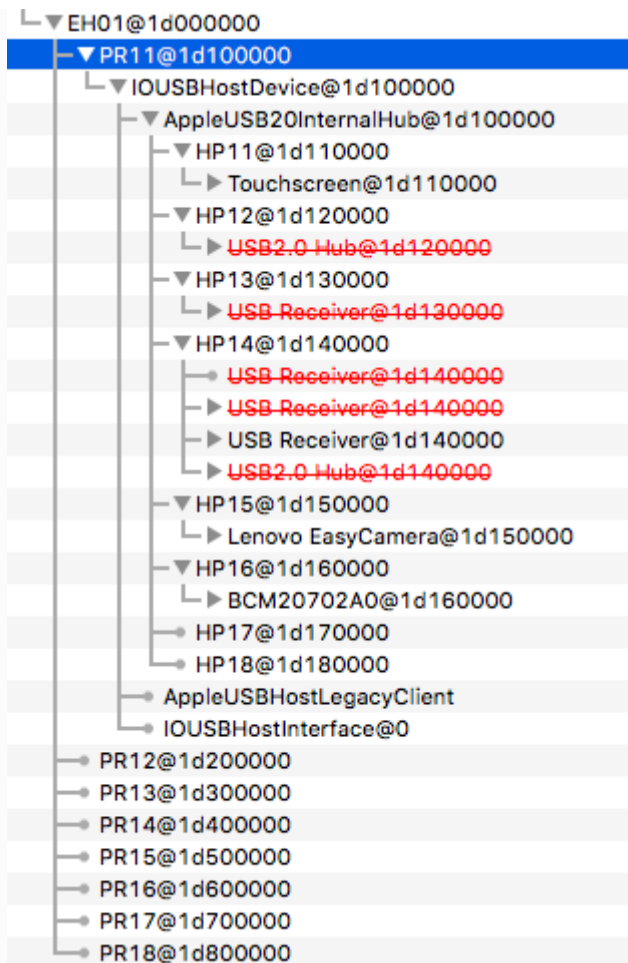 EH01@1d000000
PR11@1d100000
IOUSBHostDevice@1d100000
AppleUSB20InternalHub@1d100000
HP11@1d110000
Touchscreen@1d110000
HP12@1d120000
USB2.0 Hub@1d120000
HP13@1d130000
USB Receiver@1d130000
HP14@1d140000
USB Receiver@1d140000
USB Receiver@1d140000
USB Receiver@1d140000
USB2.0 Hub@1d140000
HP15@1d150000
Lenovo EasyCamera@1d150000
HP16@1d160000
BCM20702A0@1d160000
HP17@1d170000
HP18@1d180000
AppleUSBHostLegacyClient
IOUSBHostInterface@0
PR12@1d200000
PR13@1d300000
PR14@1d400000
PR15@1d500000
PR16@1d600000
PR17@1d700000
PR18@1d800000